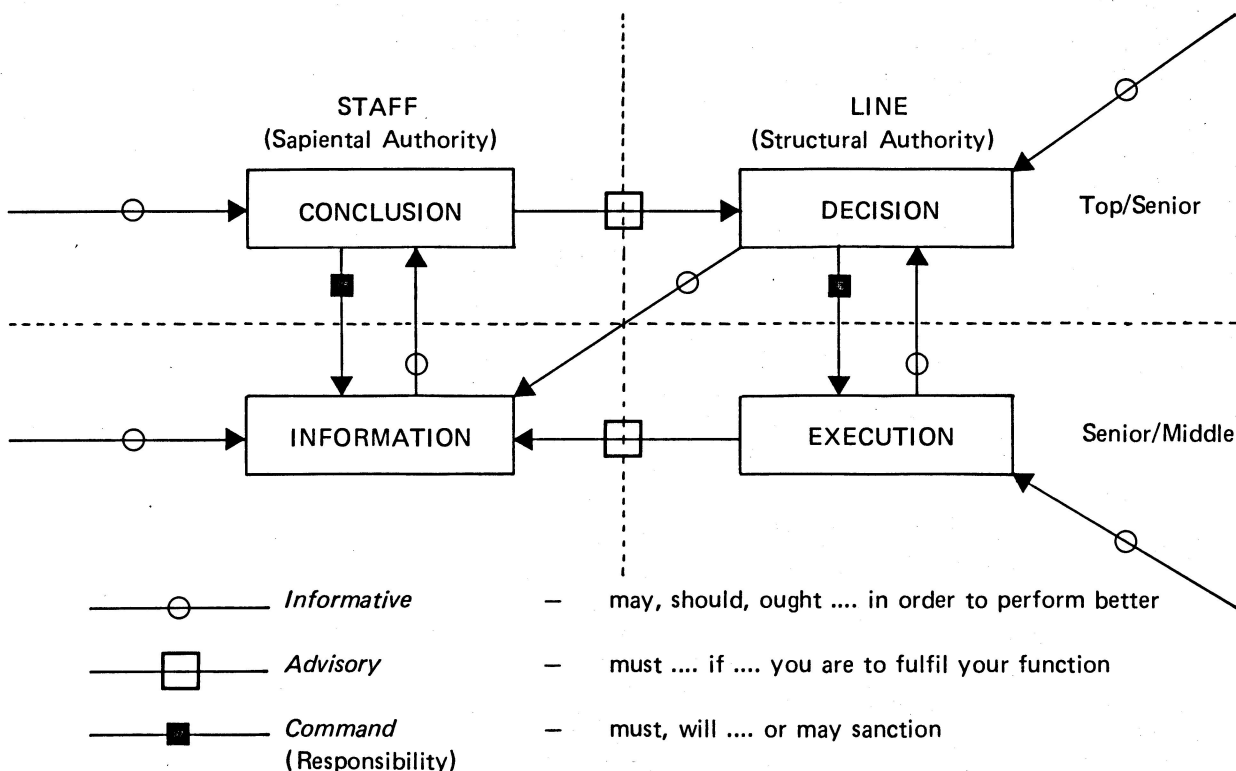 STAFF
(Sapiental Authority)
LINE
(Structural Authority)
CONCLUSION
DECISION
Top/Senior
INFORMATION
EXECUTION
Senior/Middle
Informative – may, should, ought .... in order to perform better
Advisory – must .... if .... you are to fulfil your function
Command – must, will .... or may sanction
(Responsibility)